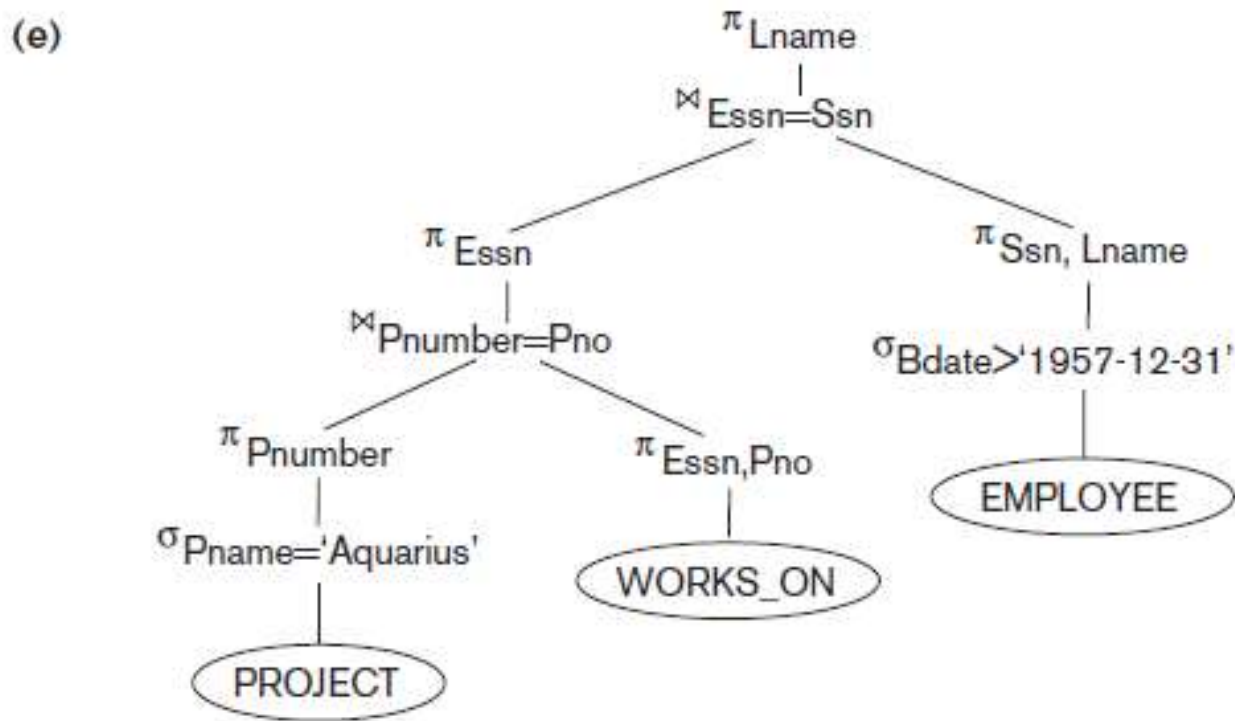 (e)
πLname
⋈Essn=Ssn
πEssn
πSsn, Lname
⋈Pnumber=Pno
σBdate>‘1957-12-31’
πPnumber
πEssn,Pno
EMPLOYEE
σPname=‘Aquarius’
WORKS_ON
PROJECT